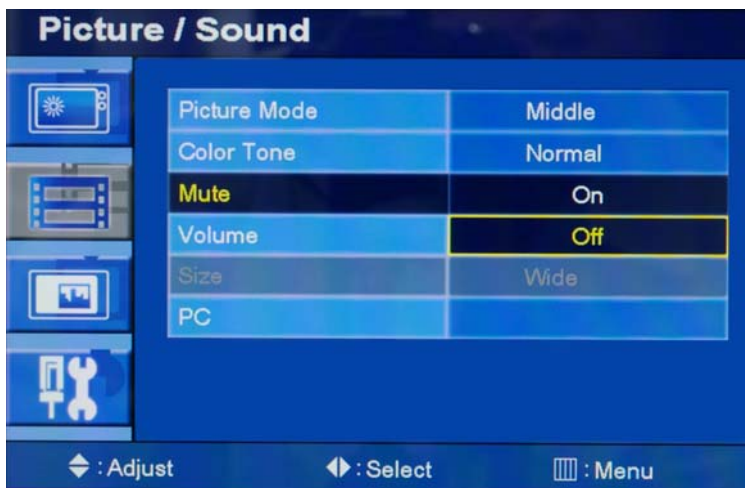 Picture / Sound
Picture Mode Middle
Color Tone Normal
Mute On
Volume Off
Size Wide
PC
: Adjust : Select : Menu